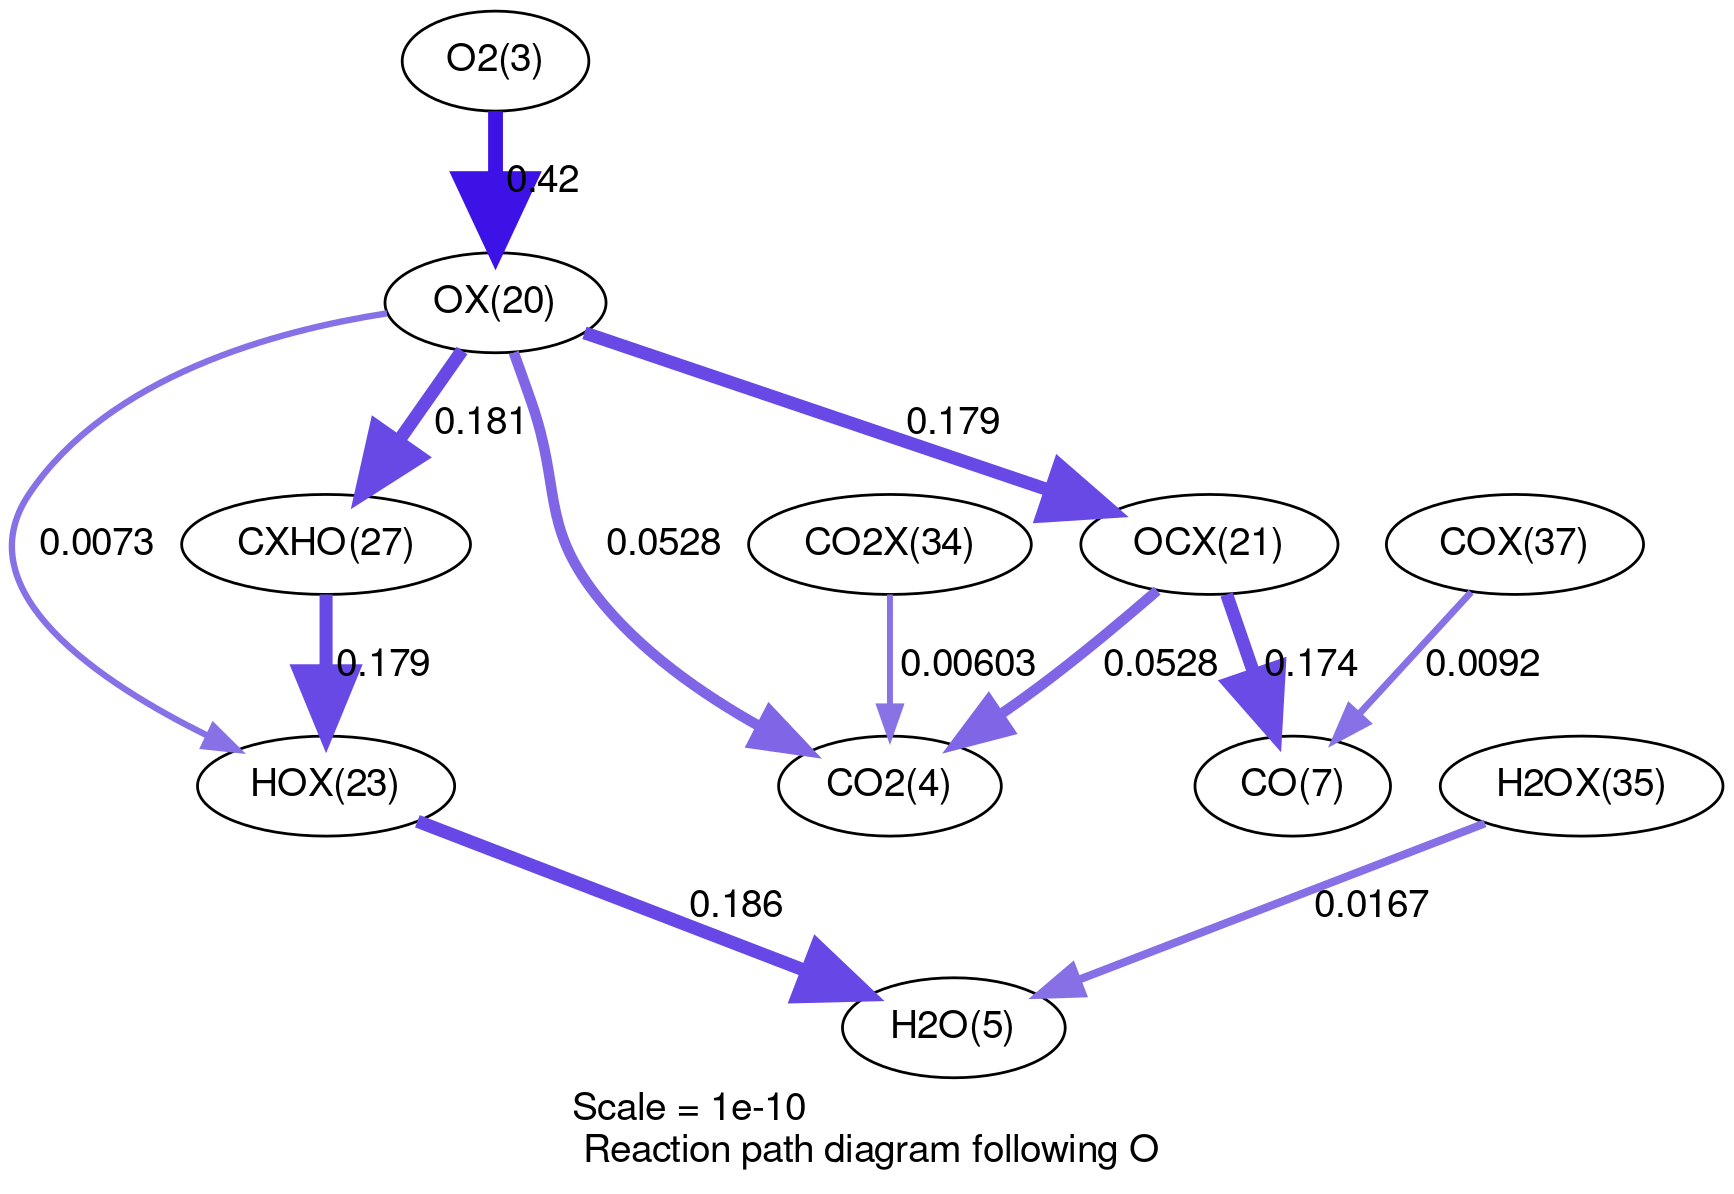 O2(3)
0.42
OX(20)
0.181
0.179
0.0073
CXHO(27)
0.0528
CO2X(34)
OCX(21)
COX(37)
0.179
0.00603
0.0528
0.174
0.0092
HOX(23)
CO2(4)
CO(7)
H2OX(35)
0.186
0.0167
H2O(5)
Scale = 1e-10
Reaction path diagram following O